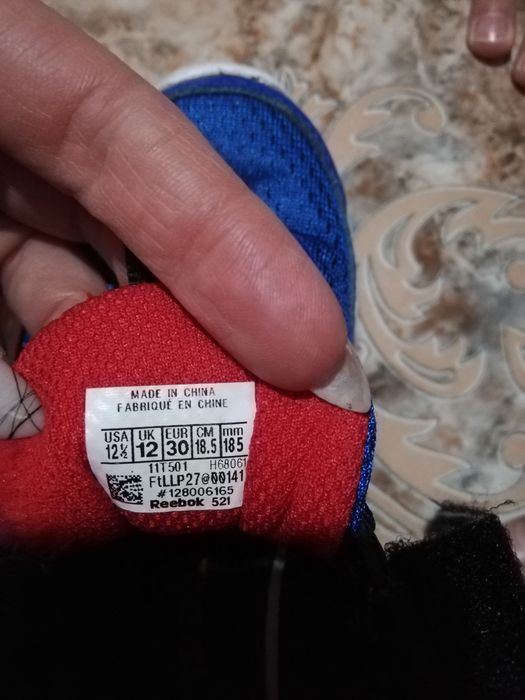 MADE IN CHINA
FABRIQUÉ EN CHINE
USA UK EUR CM mm
12½ 12 30 18.5 185
11T501 H68061
FtLLP27@00141
#128006165
Reebok 521